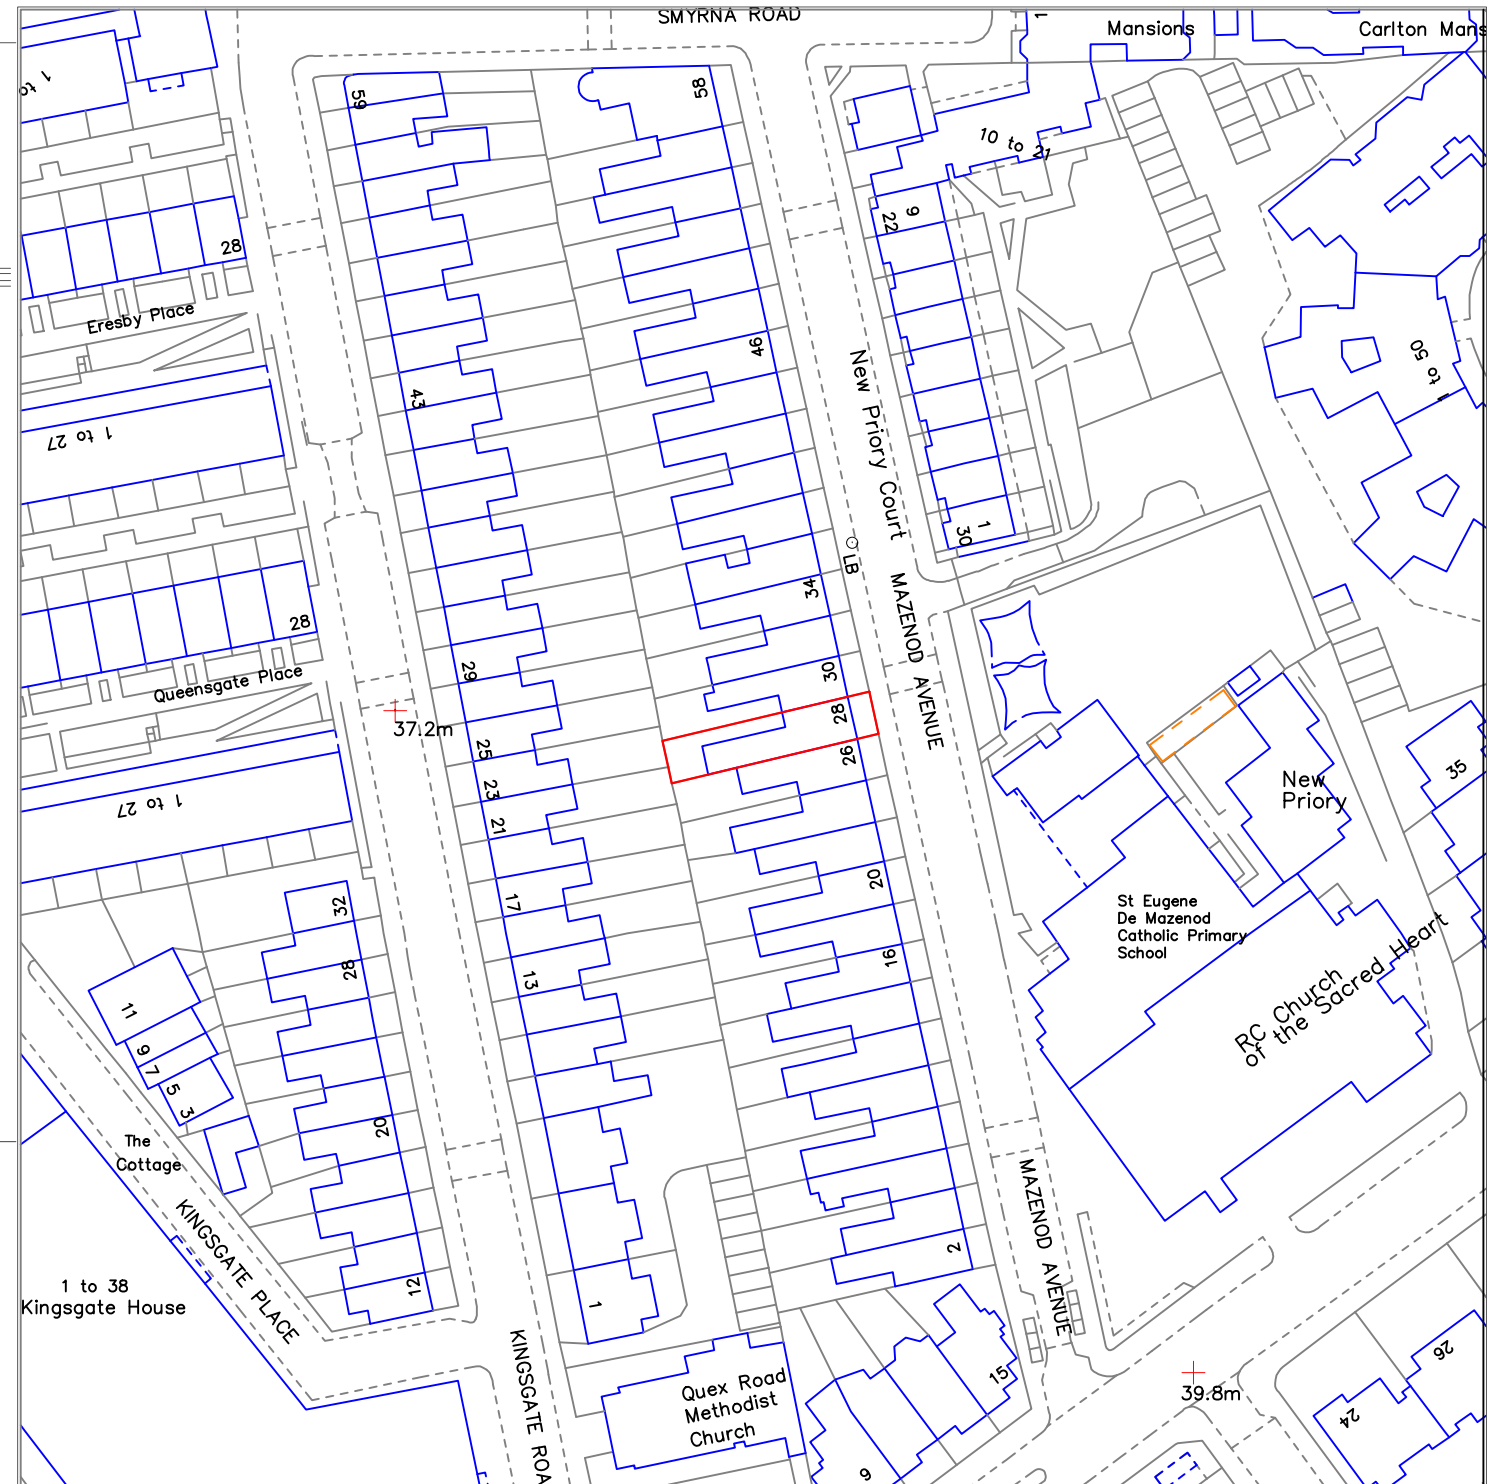 SMYRNA ROAD
Mansions
Carlton Mans
1
1 to
59
58
10 to 21
22
9
28
Eresby Place
46
New Priory Court
1 to 50
43
1 to 27
1
30
LB
34
MAZENOD AVENUE
28
29
30
Queensgate Place
37.2m
28
25
26
23
21
1 to 27
New
Priory
35
20
32
17
St Eugene
De Mazenod
Catholic Primary
School
RC Church
of the Sacred Heart
28
13
16
11
9
7
5
3
20
The
Cottage
KINGSGATE PLACE
MAZENOD AVENUE
2
12
1
1 to 38
Kingsgate House
KINGSGATE ROA
Quex Road
Methodist
Church
15
9
39.8m
26
24